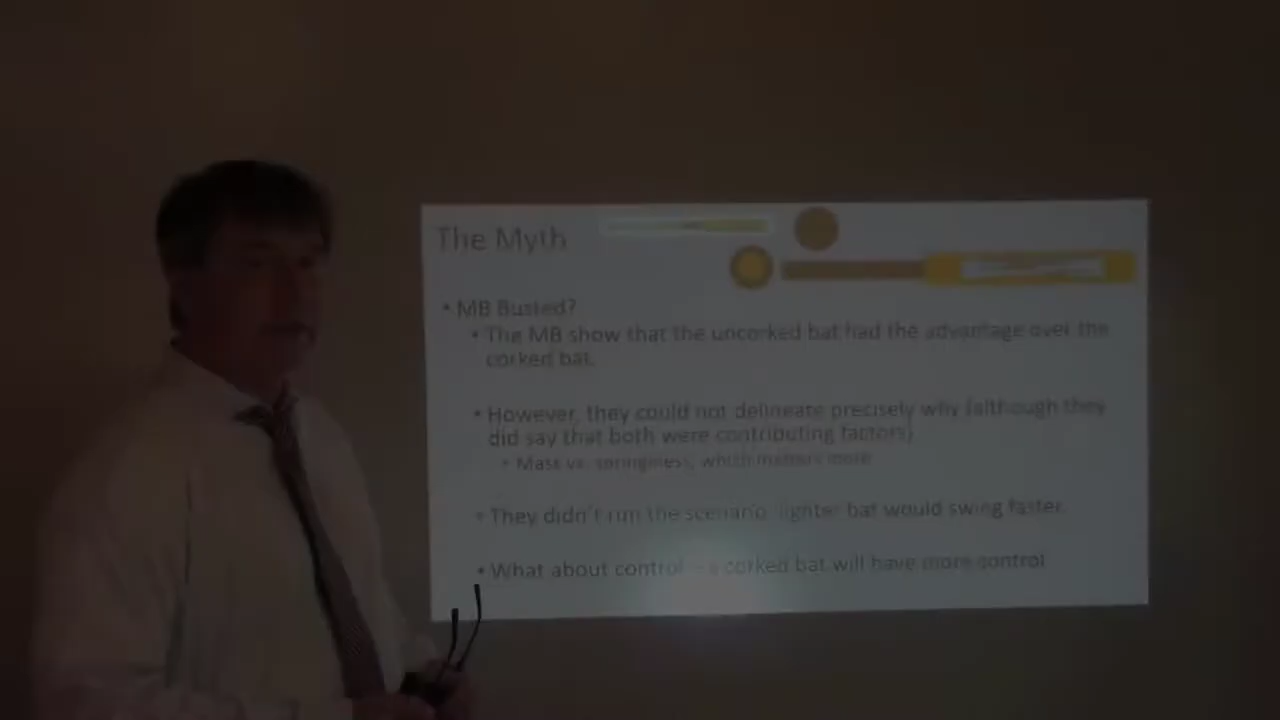 The Myth
• MB Busted?
• The MB show that the uncorked bat had the advantage over the
corked bat.
• However, they could not delineate precisely why (although they
did say that both were contributing factors)
• Mass vs. springiness, which matters more
• They didn't run the scenario, lighter bat would swing faster.
• What about control – a corked bat will have more control